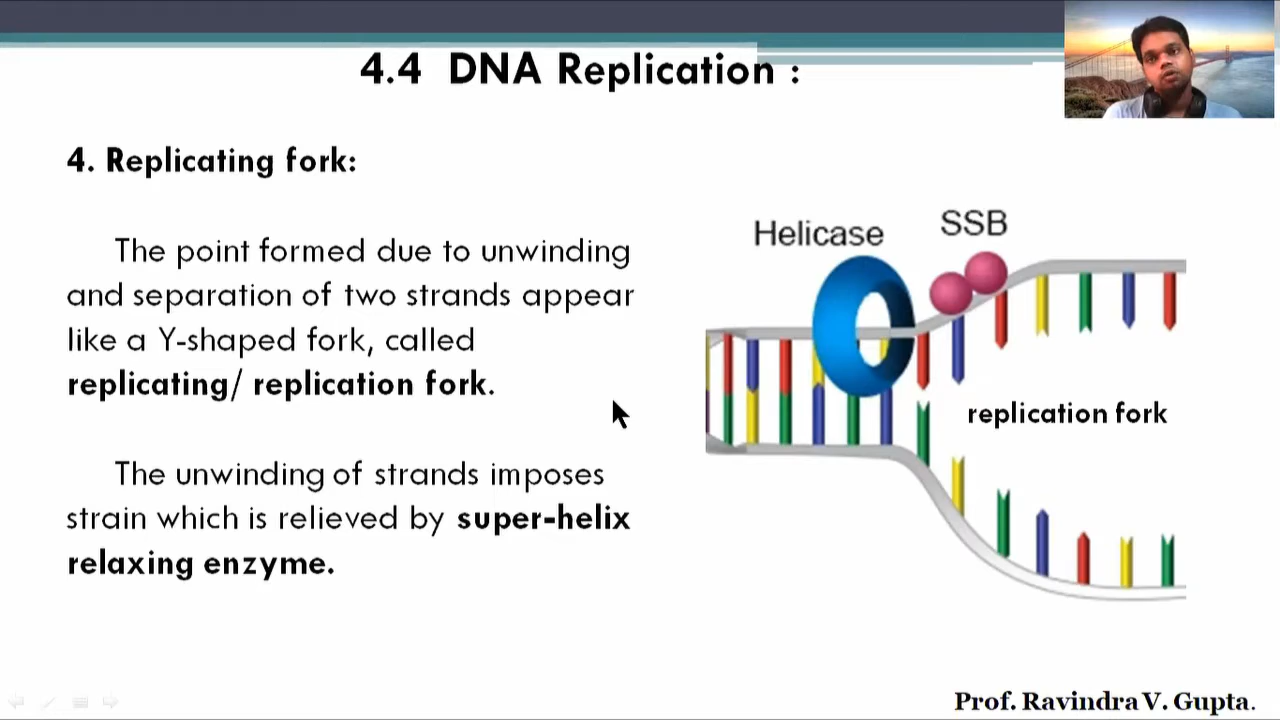 4.4 DNA Replication :
4. Replicating fork:
The point formed due to unwinding
and separation of two strands appear
like a Y-shaped fork, called
replicating/ replication fork.
The unwinding of strands imposes
strain which is relieved by super-helix
relaxing enzyme.
Helicase
SSB
replication fork
Prof. Ravindra V. Gupta.